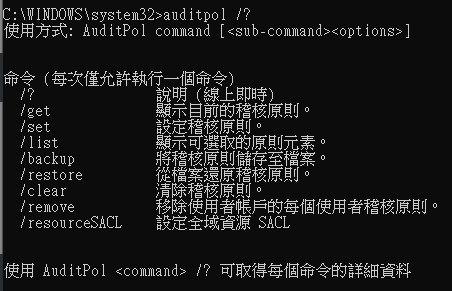 C:\WINDOWS\system32>auditpol /?
使用方式: AuditPol command [<sub-command><options>]
命令 (每次僅允許執行一個命令)
/? 說明 (線上即時)
/get 顯示目前的稽核原則。
/set 設定稽核原則。
/list 顯示可選取的原則元素。
/backup 將稽核原則儲存至檔案。
/restore 從檔案還原稽核原則。
/clear 清除稽核原則。
/remove 移除使用者帳戶的每個使用者稽核原則。
/resourceSACL 設定全域資源 SACL
使用 AuditPol <command> /? 可取得每個命令的詳細資料